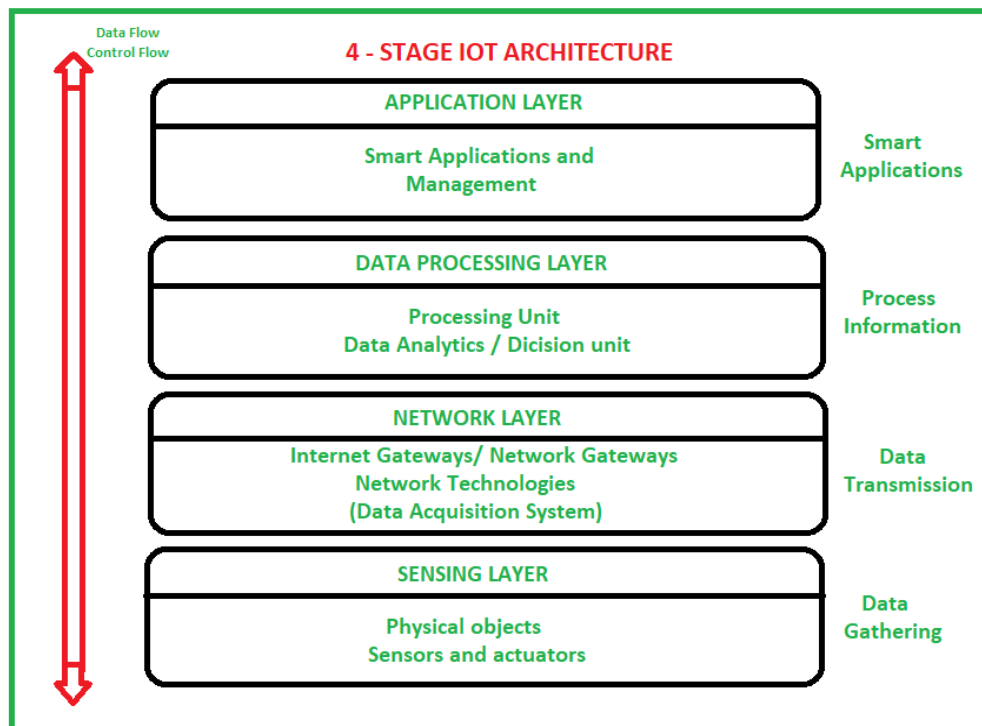 Data Flow
Control Flow
4 - STAGE IOT ARCHITECTURE
APPLICATION LAYER
Smart Applications and
Management
Smart
Applications
DATA PROCESSING LAYER
Processing Unit
Data Analytics / Dicision unit
Process
Information
NETWORK LAYER
Internet Gateways/ Network Gateways
Network Technologies
(Data Acquisition System)
Data
Transmission
SENSING LAYER
Physical objects
Sensors and actuators
Data
Gathering